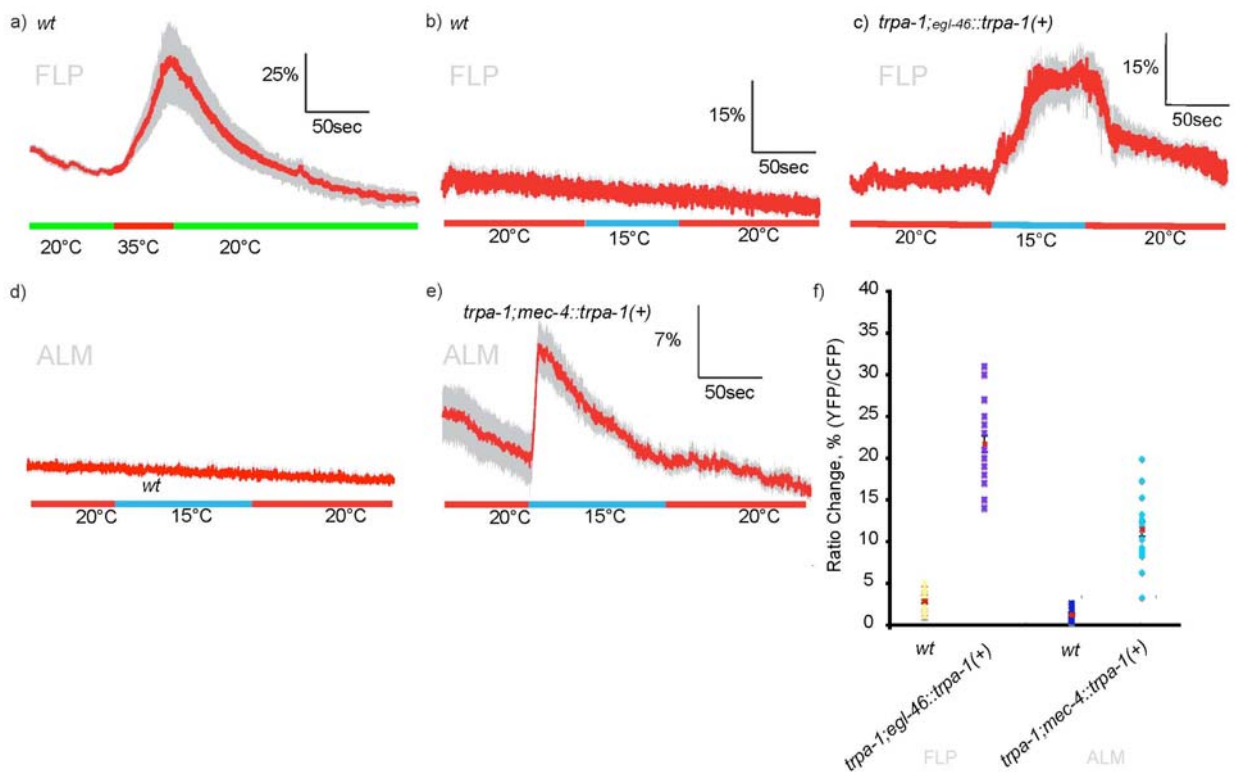 a) wt
FLP
25%
50sec
20°C 35°C 20°C
b) wt
FLP
15%
50sec
20°C 15°C 20°C
c) trpa-1;egl-46::trpa-1(+)
FLP
15%
50sec
20°C 15°C 20°C
d)
ALM
wt
20°C 15°C 20°C
e)
trpa-1;mec-4::trpa-1(+)
ALM
7%
50sec
20°C 15°C 20°C
f)
Ratio Change, % (YFP/CFP)
40
35
30
25
20
15
10
5
0
wt
trpa-1;egl-46::trpa-1(+)
wt
trpa-1;mec-4::trpa-1(+)
FLP
ALM